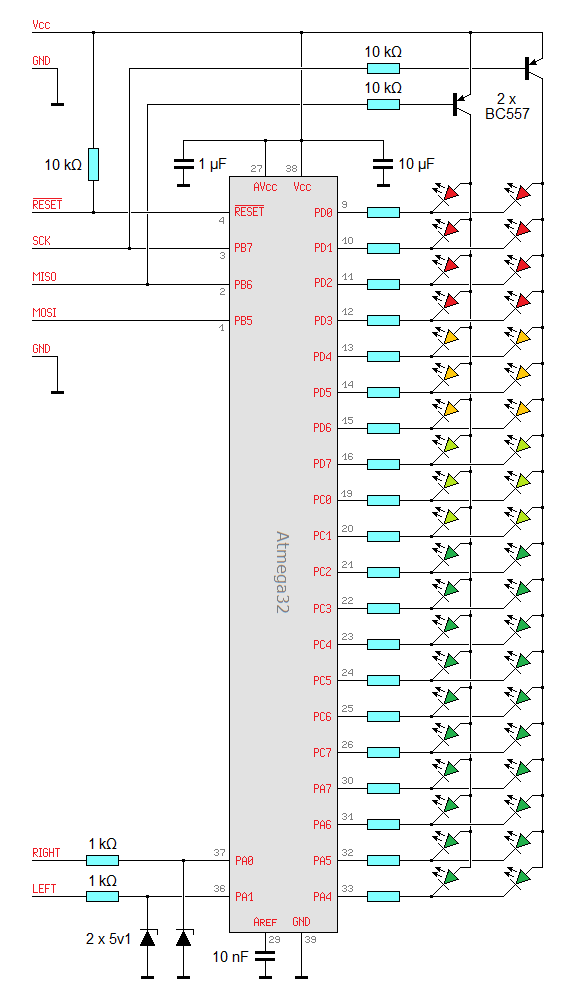 Vcc
GND
10 kΩ
10 kΩ
2 x
BC557
10 kΩ
1 µF
10 µF
27
38
AVcc
Vcc
RESET
4
RESET
PD0
9
SCK
3
PB7
PD1
10
MISO
2
PB6
PD2
11
MOSI
1
PB5
PD3
12
GND
PD4
13
PD5
14
PD6
15
PD7
16
PC0
19
PC1
20
Atmega32
PC2
21
PC3
22
PC4
23
PC5
24
PC6
25
PC7
26
PA7
30
PA6
31
RIGHT
1 kΩ
37
PA0
PA5
32
LEFT
1 kΩ
36
PA1
PA4
33
2 x 5v1
AREF
GND
29
39
10 nF